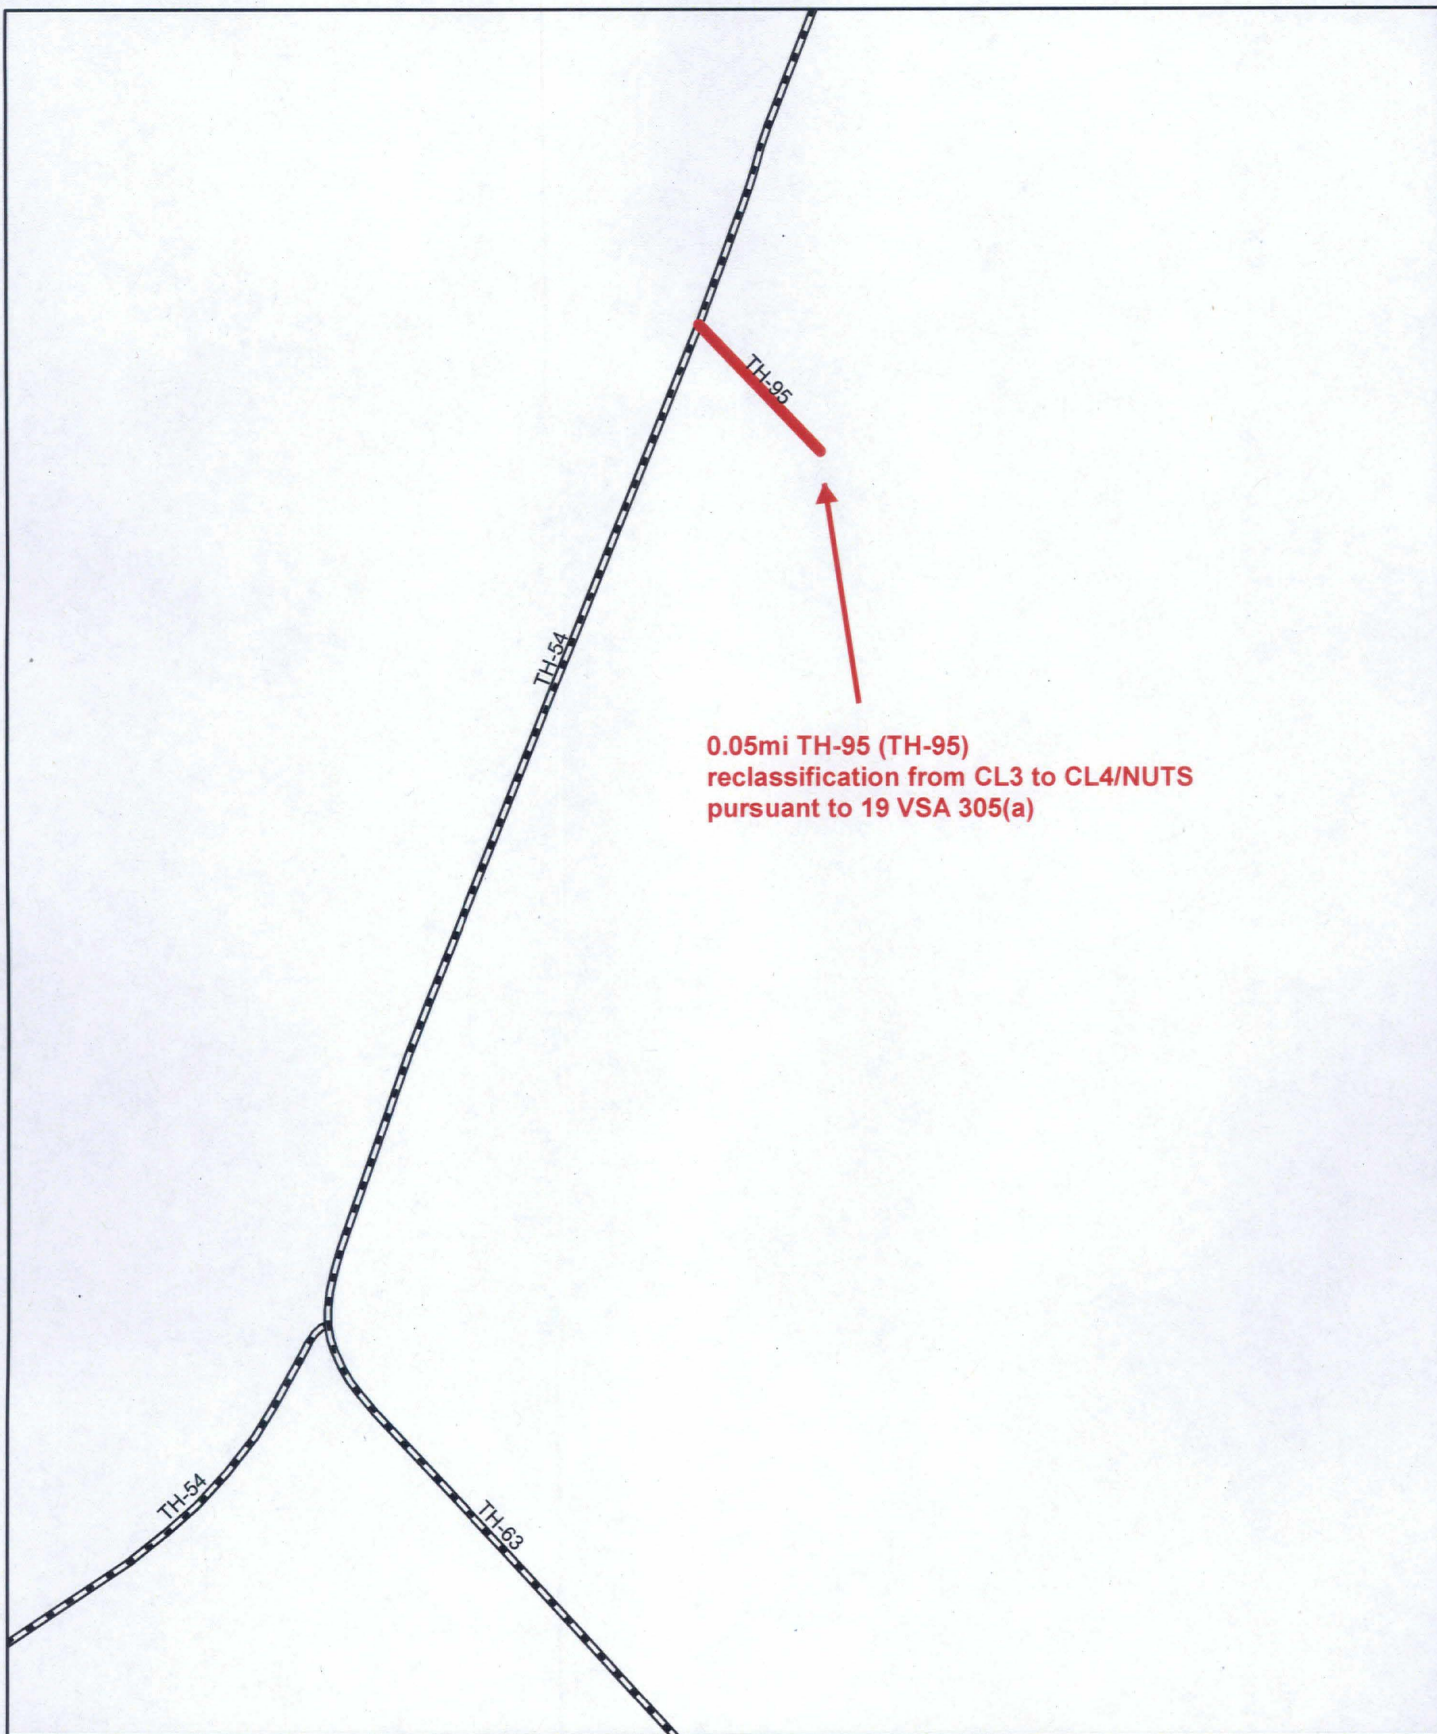 TH-95
TH-54
0.05mi TH-95 (TH-95)
reclassification from CL3 to CL4/NUTS
pursuant to 19 VSA 305(a)
TH-54
TH-63